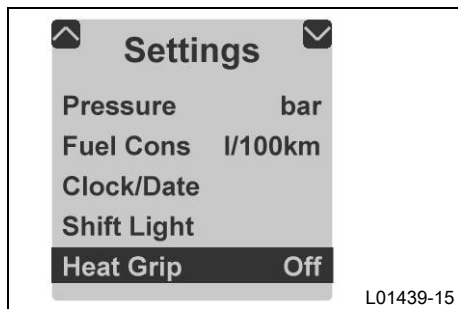 Settings
Pressure bar
Fuel Cons l/100km
Clock/Date
Shift Light
Heat Grip Off
L01439-15